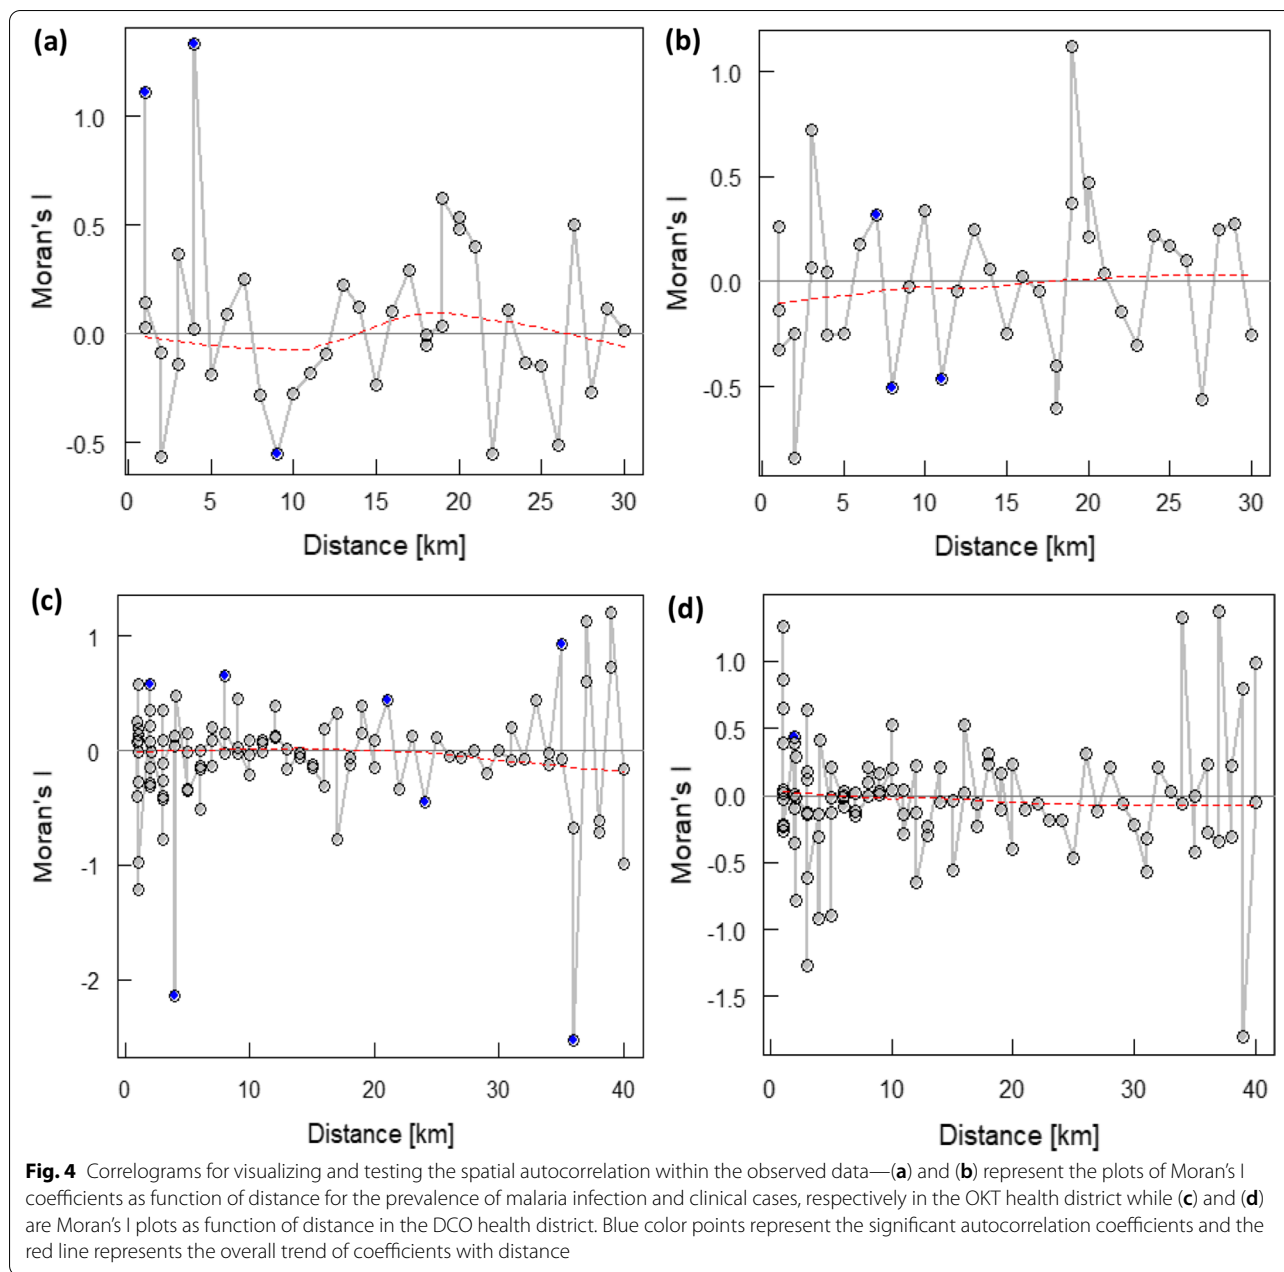 (a)
1.0
0.5
0.0
-0.5
Moran's I
0 5 10 15 20 25 30
Distance [km]
(b)
1.0
0.5
0.0
-0.5
Moran's I
0 5 10 15 20 25 30
Distance [km]
(c)
1
0
-1
-2
Moran's I
0 10 20 30 40
Distance [km]
(d)
1.0
0.5
0.0
-0.5
-1.0
-1.5
Moran's I
0 10 20 30 40
Distance [km]
Fig. 4 Correlograms for visualizing and testing the spatial autocorrelation within the observed data—(a) and (b) represent the plots of Moran's I
coefficients as function of distance for the prevalence of malaria infection and clinical cases, respectively in the OKT health district while (c) and (d)
are Moran's I plots as function of distance in the DCO health district. Blue color points represent the significant autocorrelation coefficients and the
red line represents the overall trend of coefficients with distance